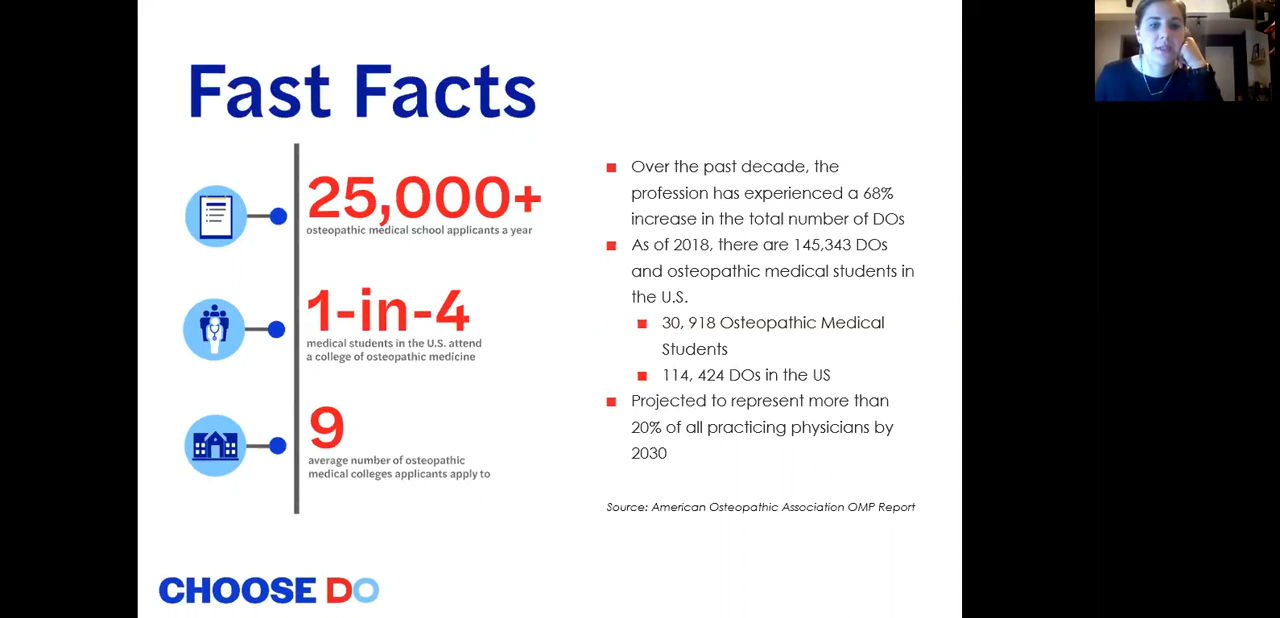 Fast Facts
25,000+
osteopathic medical school applicants a year
1-in-4
medical students in the U.S. attend
a college of osteopathic medicine
9
average number of osteopathic
medical colleges applicants apply to
Over the past decade, the
profession has experienced a 68%
increase in the total number of DOs
As of 2018, there are 145,343 DOs
and osteopathic medical students in
the U.S.
30, 918 Osteopathic Medical
Students
114, 424 DOs in the US
Projected to represent more than
20% of all practicing physicians by
2030
Source: American Osteopathic Association OMP Report
CHOOSE DO